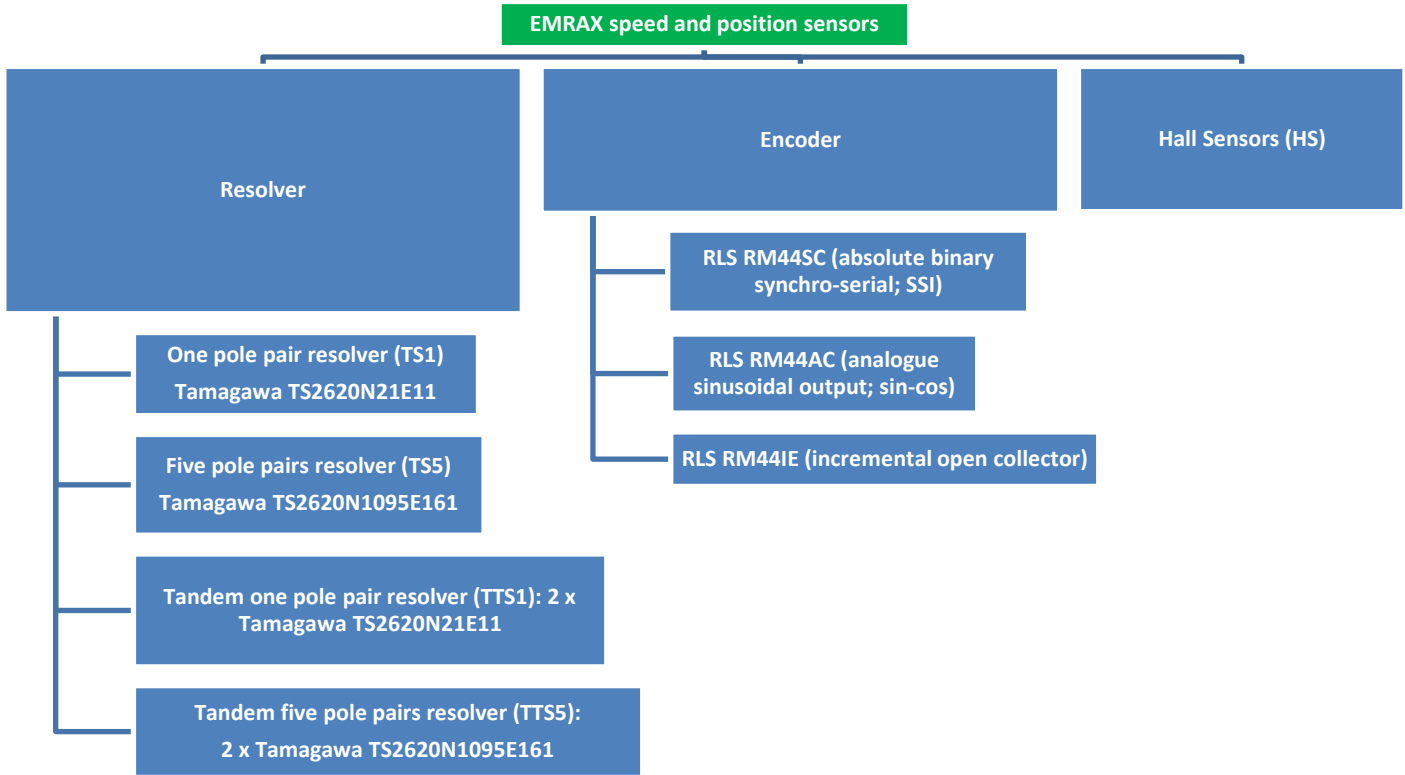 EMRAX speed and position sensors
Resolver
One pole pair resolver (TS1)
Tamagawa TS2620N21E11
Five pole pairs resolver (TS5)
Tamagawa TS2620N1095E161
Tandem one pole pair resolver (TTS1): 2 x
Tamagawa TS2620N21E11
Tandem five pole pairs resolver (TTS5):
2 x Tamagawa TS2620N1095E161
Encoder
RLS RM44SC (absolute binary
synchro-serial; SSI)
RLS RM44AC (analogue
sinusoidal output; sin-cos)
RLS RM44IE (incremental open collector)
Hall Sensors (HS)